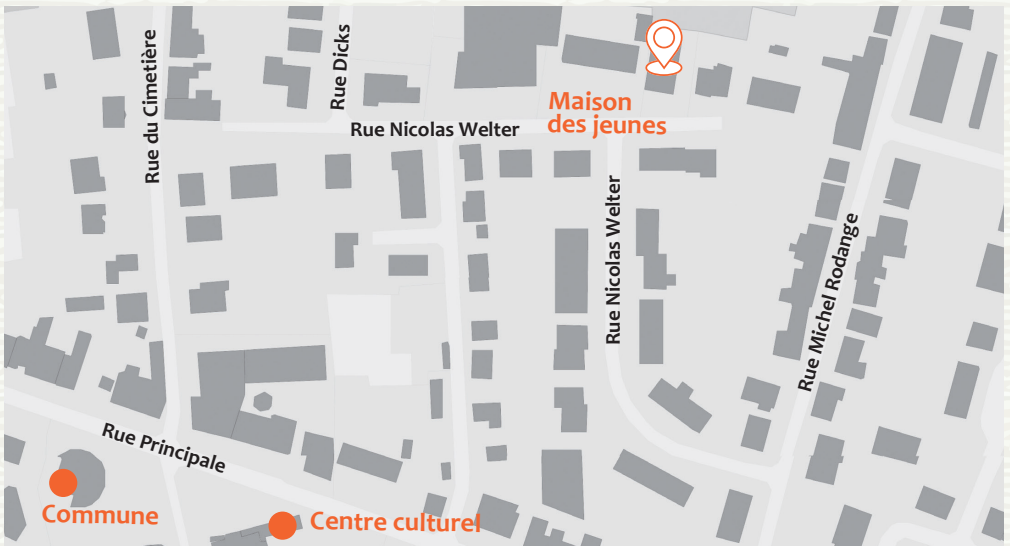 Rue du Cimetière
Rue Dicks
Maison
des jeunes
Rue Nicolas Welter
Rue Nicolas Welter
Rue Michel Rodange
Rue Principale
Commune
Centre culturel